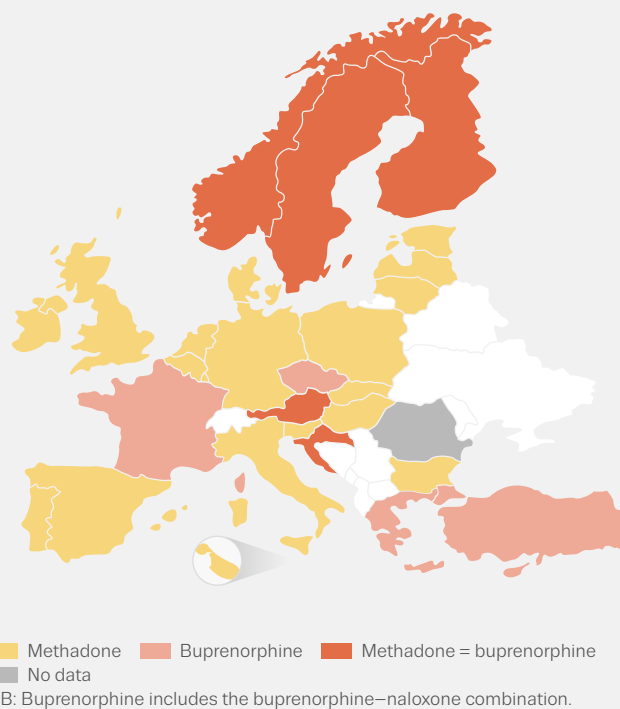 Methadone Buprenorphine Methadone = buprenorphine
No data
B: Buprenorphine includes the buprenorphine–naloxone combination.